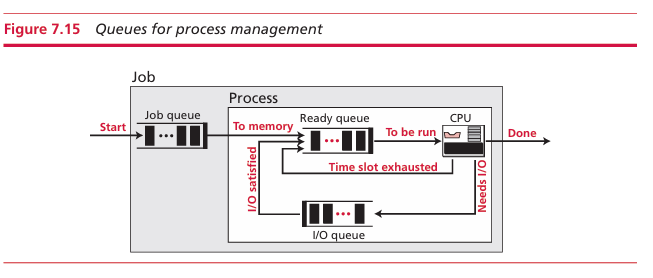 Figure 7.15 Queues for process management
Job
Process
Job queue
Ready queue
CPU
Start
To memory
To be run
Done
Time slot exhausted
I/O satisfied
Needs I/O
I/O queue